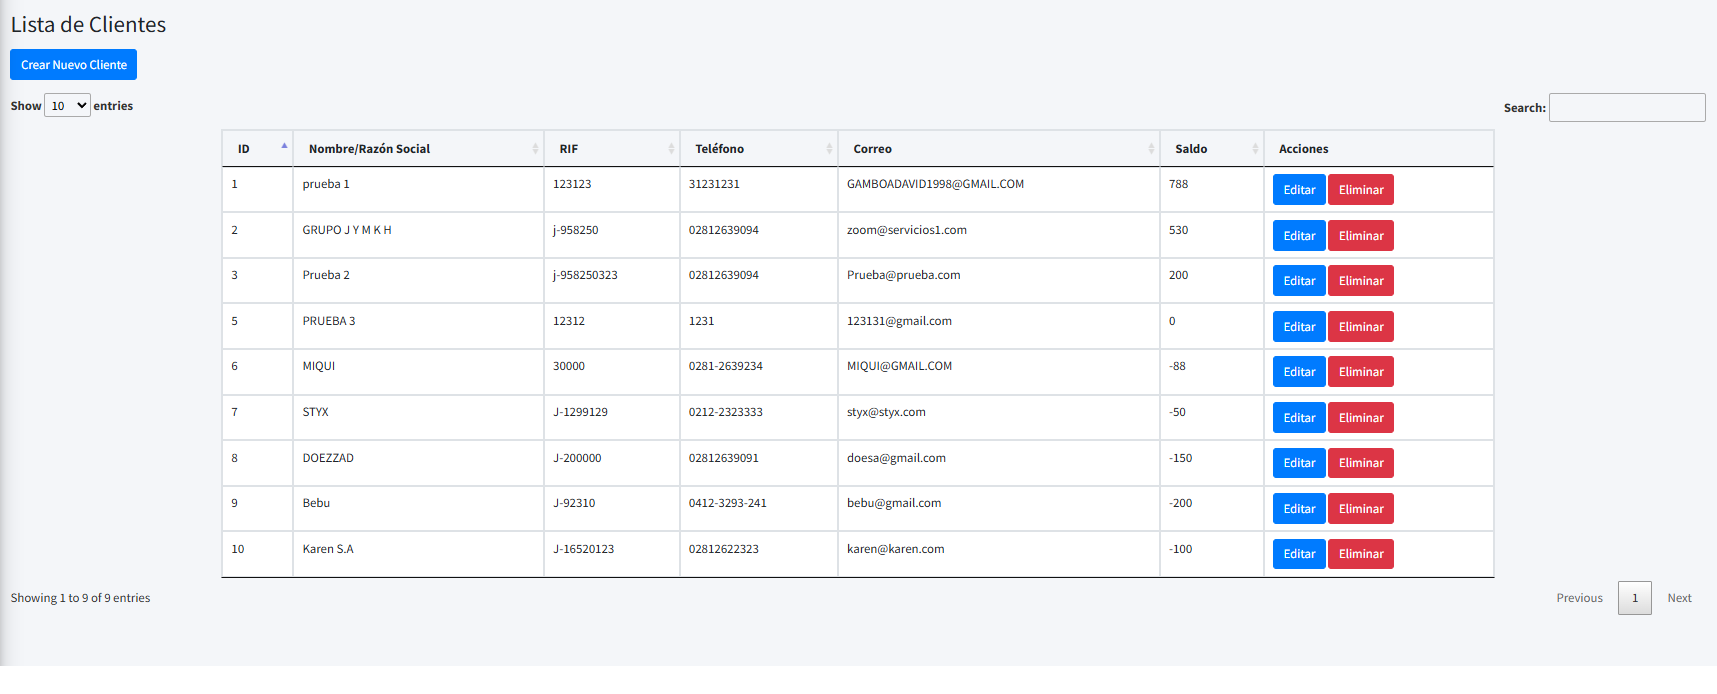 Lista de Clientes
Crear Nuevo Cliente
Show 10 entries Search:
ID Nombre/Razón Social RIF Teléfono Correo Saldo Acciones
1 prueba 1 123123 31231231 GAMBOADAVID1998@GMAIL.COM 788 Editar Eliminar
2 GRUPO J Y M K H j-958250 02812639094 zoom@servicios1.com 530 Editar Eliminar
3 Prueba 2 j-958250323 02812639094 Prueba@prueba.com 200 Editar Eliminar
5 PRUEBA 3 12312 1231 123131@gmail.com 0 Editar Eliminar
6 MIQUI 30000 0281-2639234 MIQUI@GMAIL.COM -88 Editar Eliminar
7 STYX J-1299129 0212-2323333 styx@styx.com -50 Editar Eliminar
8 DOEZZAD J-200000 02812639091 doesa@gmail.com -150 Editar Eliminar
9 Bebu J-92310 0412-3293-241 bebu@gmail.com -200 Editar Eliminar
10 Karen S.A J-16520123 02812622323 karen@karen.com -100 Editar Eliminar
Showing 1 to 9 of 9 entries Previous 1 Next